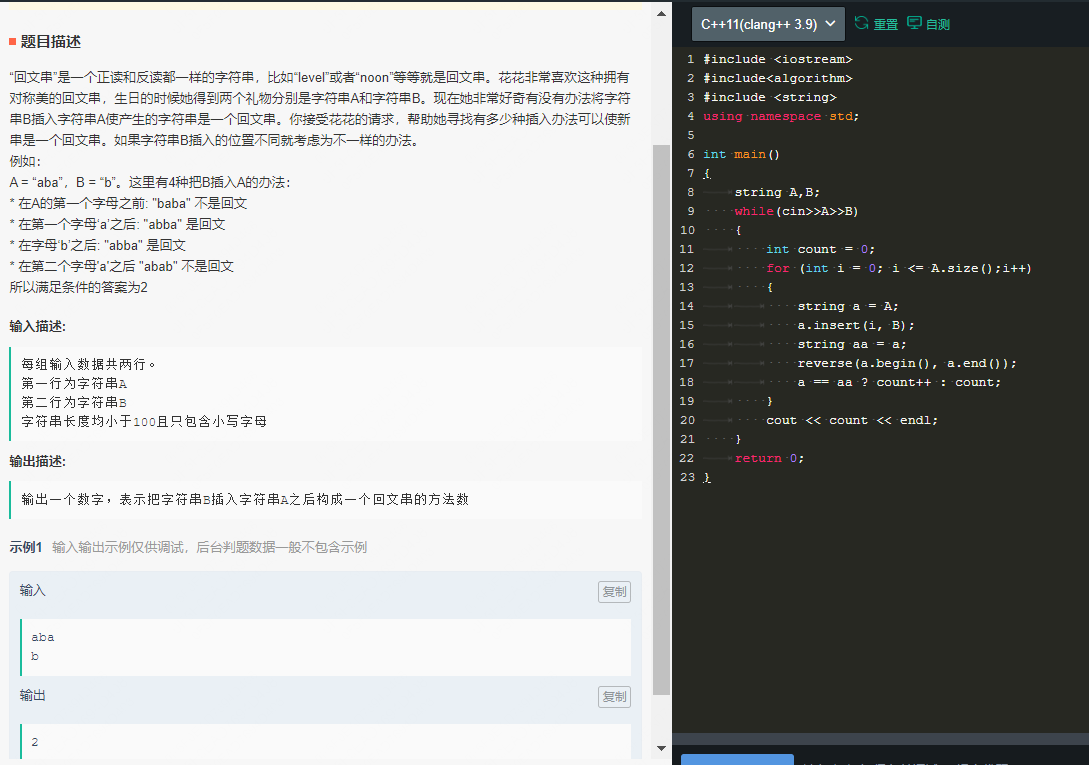 题目描述
“回文串”是一个正读和反读都一样的字符串，比如“level”或者“noon”等等就是回文串。花花非常喜欢这种拥有
对称美的回文串，生日的时候她得到两个礼物分别是字符串A和字符串B。现在她非常好奇有没有办法将字符
串B插入字符串A使产生的字符串是一个回文串。你接受花花的请求，帮助她寻找有多少种插入办法可以使新
串是一个回文串。如果字符串B插入的位置不同就考虑为不一样的办法。
例如：
A = “aba”，B = “b”。这里有4种把B插入A的办法：
* 在A的第一个字母之前: "baba" 不是回文
* 在第一个字母‘a’之后: "abba" 是回文
* 在字母‘b’之后: "abba" 是回文
* 在第二个字母'a'之后 "abab" 不是回文
所以满足条件的答案为2
输入描述:
每组输入数据共两行。
第一行为字符串A
第二行为字符串B
字符串长度均小于100且只包含小写字母
输出描述:
输出一个数字，表示把字符串B插入字符串A之后构成一个回文串的方法数
示例1 输入输出示例仅供调试，后台判题数据一般不包含示例
输入
复制
aba
b
输出
复制
2
C++11(clang++ 3.9)
重置
自测
1 #include <iostream>
2 #include<algorithm>
3 #include <string>
4 using namespace std;
5
6 int main()
7 {
8 string A,B;
9 while(cin>>A>>B)
10 {
11 int count = 0;
12 for (int i = 0; i <= A.size();i++)
13 {
14 string a = A;
15 a.insert(i, B);
16 string aa = a;
17 reverse(a.begin(), a.end());
18 a == aa ? count++ : count;
19 }
20 cout << count << endl;
21 }
22 return 0;
23 }